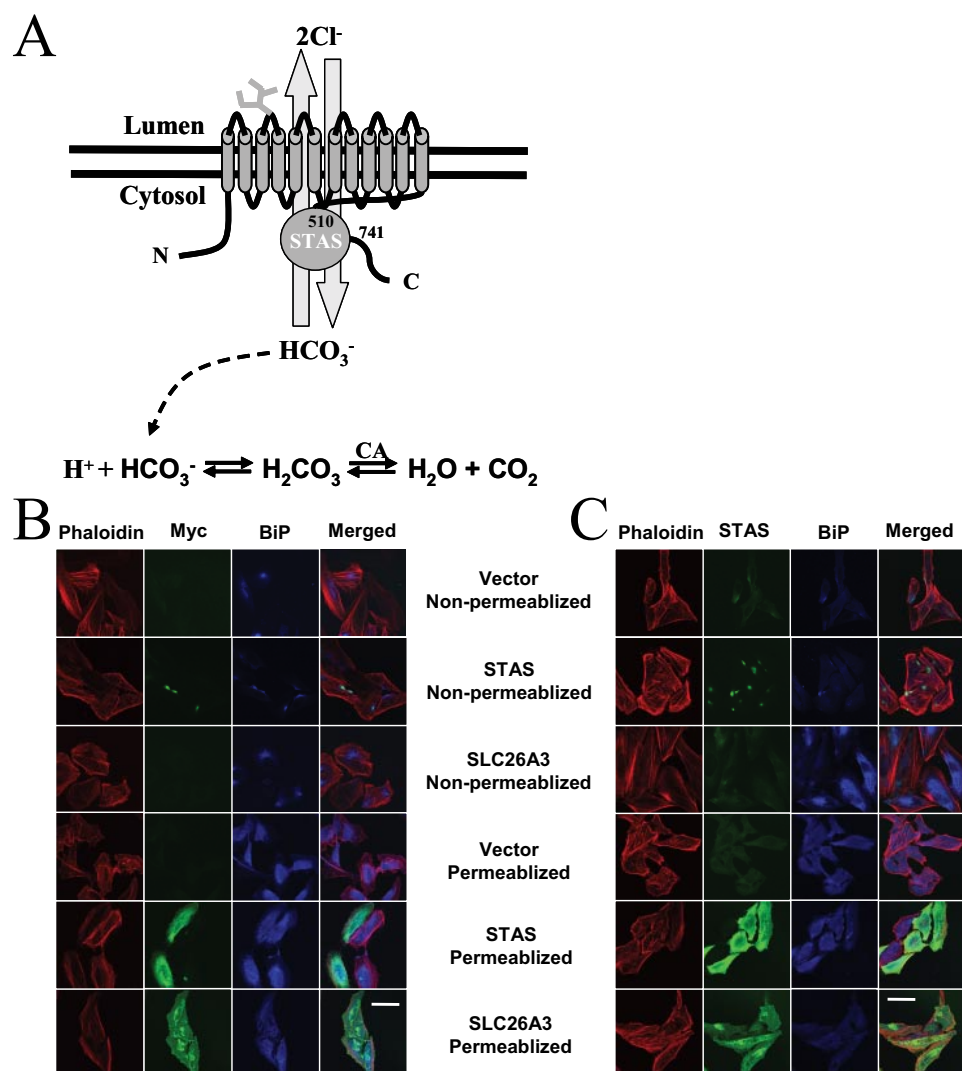 A
2Cl-
Lumen
Cytosol
510
STAS
741
N
C
HCO3-
CA
H+ + HCO3- H2CO3 H2O + CO2
B
Phaloidin Myc BiP Merged
C
Phaloidin STAS BiP Merged
Vector
Non-permeablized
STAS
Non-permeablized
SLC26A3
Non-permeablized
Vector
Permeablized
STAS
Permeablized
SLC26A3
Permeablized